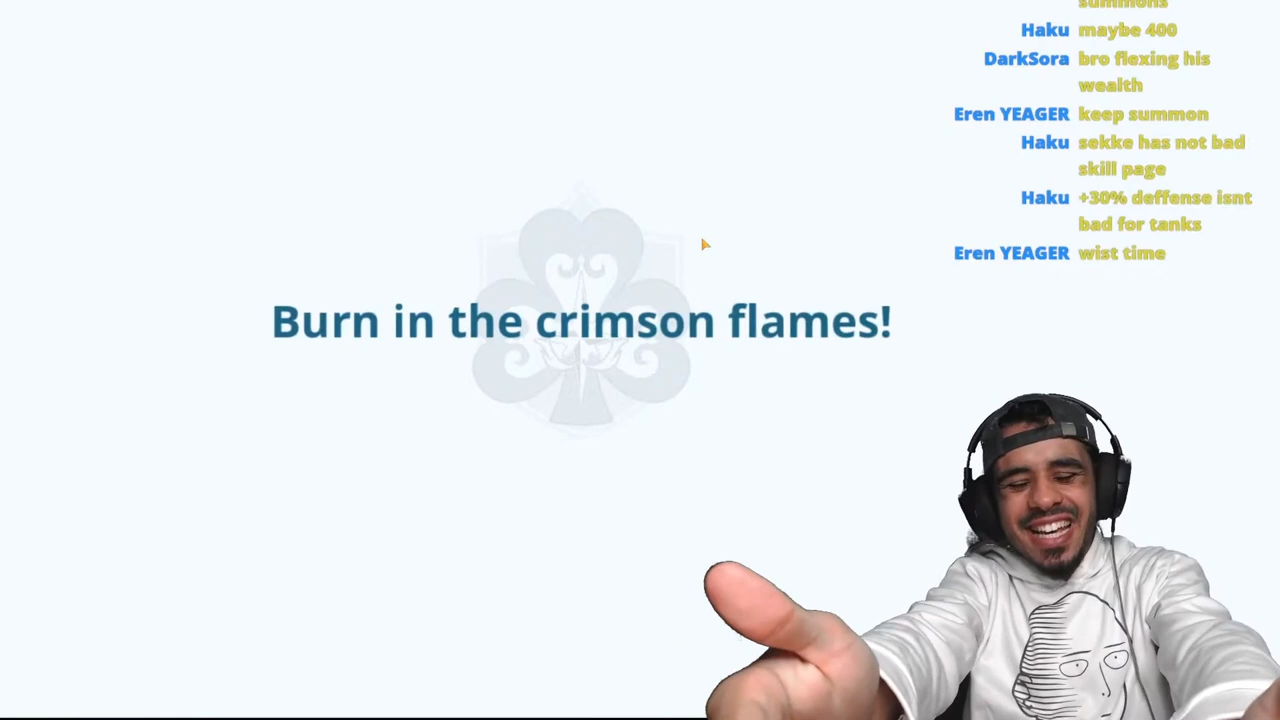 summons
Haku maybe 400
DarkSora bro flexing his
wealth
Eren YEAGER keep summon
Haku sekke has not bad
skill page
Haku +30% deffense isnt
bad for tanks
Eren YEAGER wist time
Burn in the crimson flames!